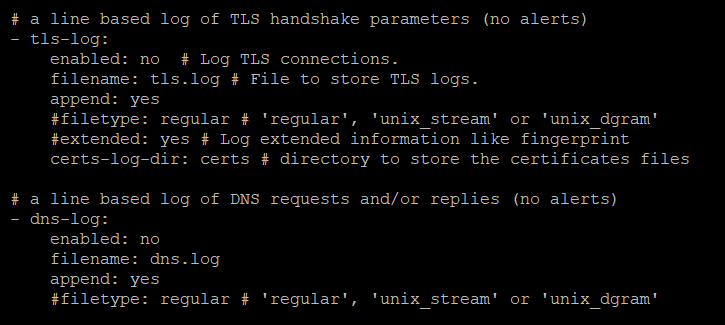 # a line based log of TLS handshake parameters (no alerts)
- tls-log:
    enabled: no  # Log TLS connections.
    filename: tls.log # File to store TLS logs.
    append: yes
    #filetype: regular # 'regular', 'unix_stream' or 'unix_dgram'
    #extended: yes # Log extended information like fingerprint
    certs-log-dir: certs # directory to store the certificates files

# a line based log of DNS requests and/or replies (no alerts)
- dns-log:
    enabled: no
    filename: dns.log
    append: yes
    #filetype: regular # 'regular', 'unix_stream' or 'unix_dgram'